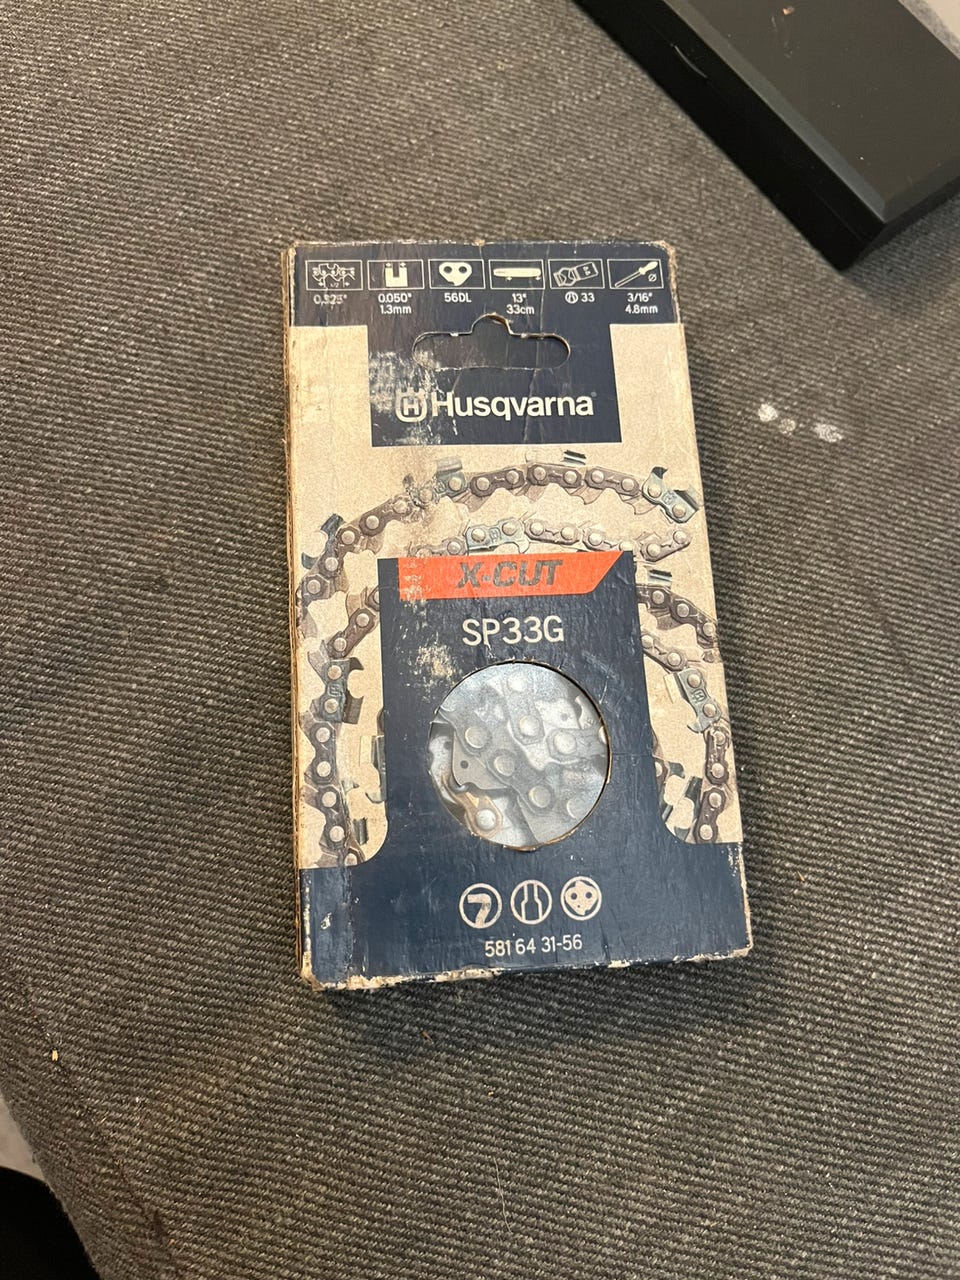 0.325" 0.050" 56DL 13" 33 3/16"
1.3mm 33cm 4.8mm
Husqvarna
X-CUT
SP33G
581 64 31-56